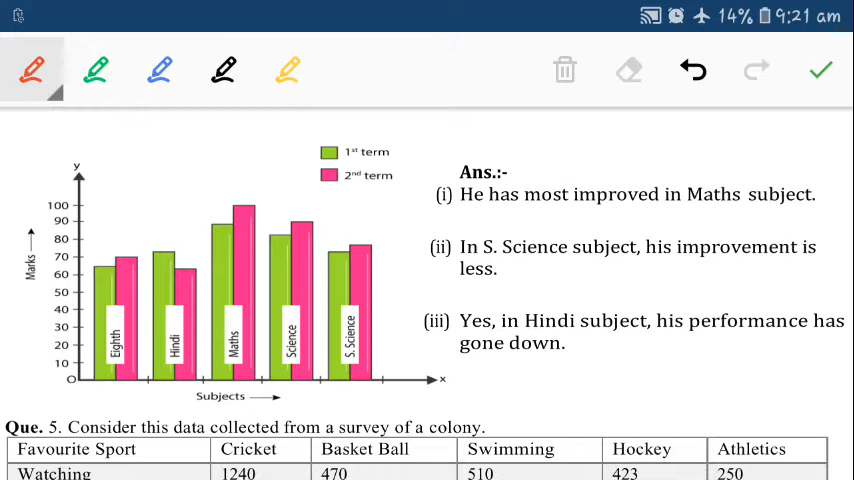 14% 9:21 am
1st term
2nd term
y
100
90
80
70
60
50
40
30
20
10
O
Marks
Eighth
Hindi
Maths
Science
S. Science
x
Subjects
Ans.:-
(i) He has most improved in Maths subject.
(ii) In S. Science subject, his improvement is
less.
(iii) Yes, in Hindi subject, his performance has
gone down.
Que. 5. Consider this data collected from a survey of a colony.
Favourite Sport Cricket Basket Ball Swimming Hockey Athletics
Watching 1240 470 510 423 250